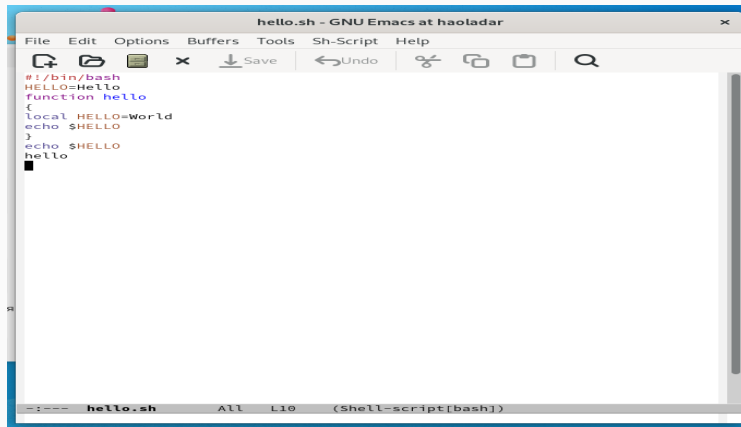 hello.sh - GNU Emacs at haoladar
File Edit Options Buffers Tools Sh-Script Help
Save Undo
#!/bin/bash
HELLO=Hello
function hello
{
local HELLO=World
echo $HELLO
}
echo $HELLO
hello
я
-:--- hello.sh All L10 (Shell-script[bash])